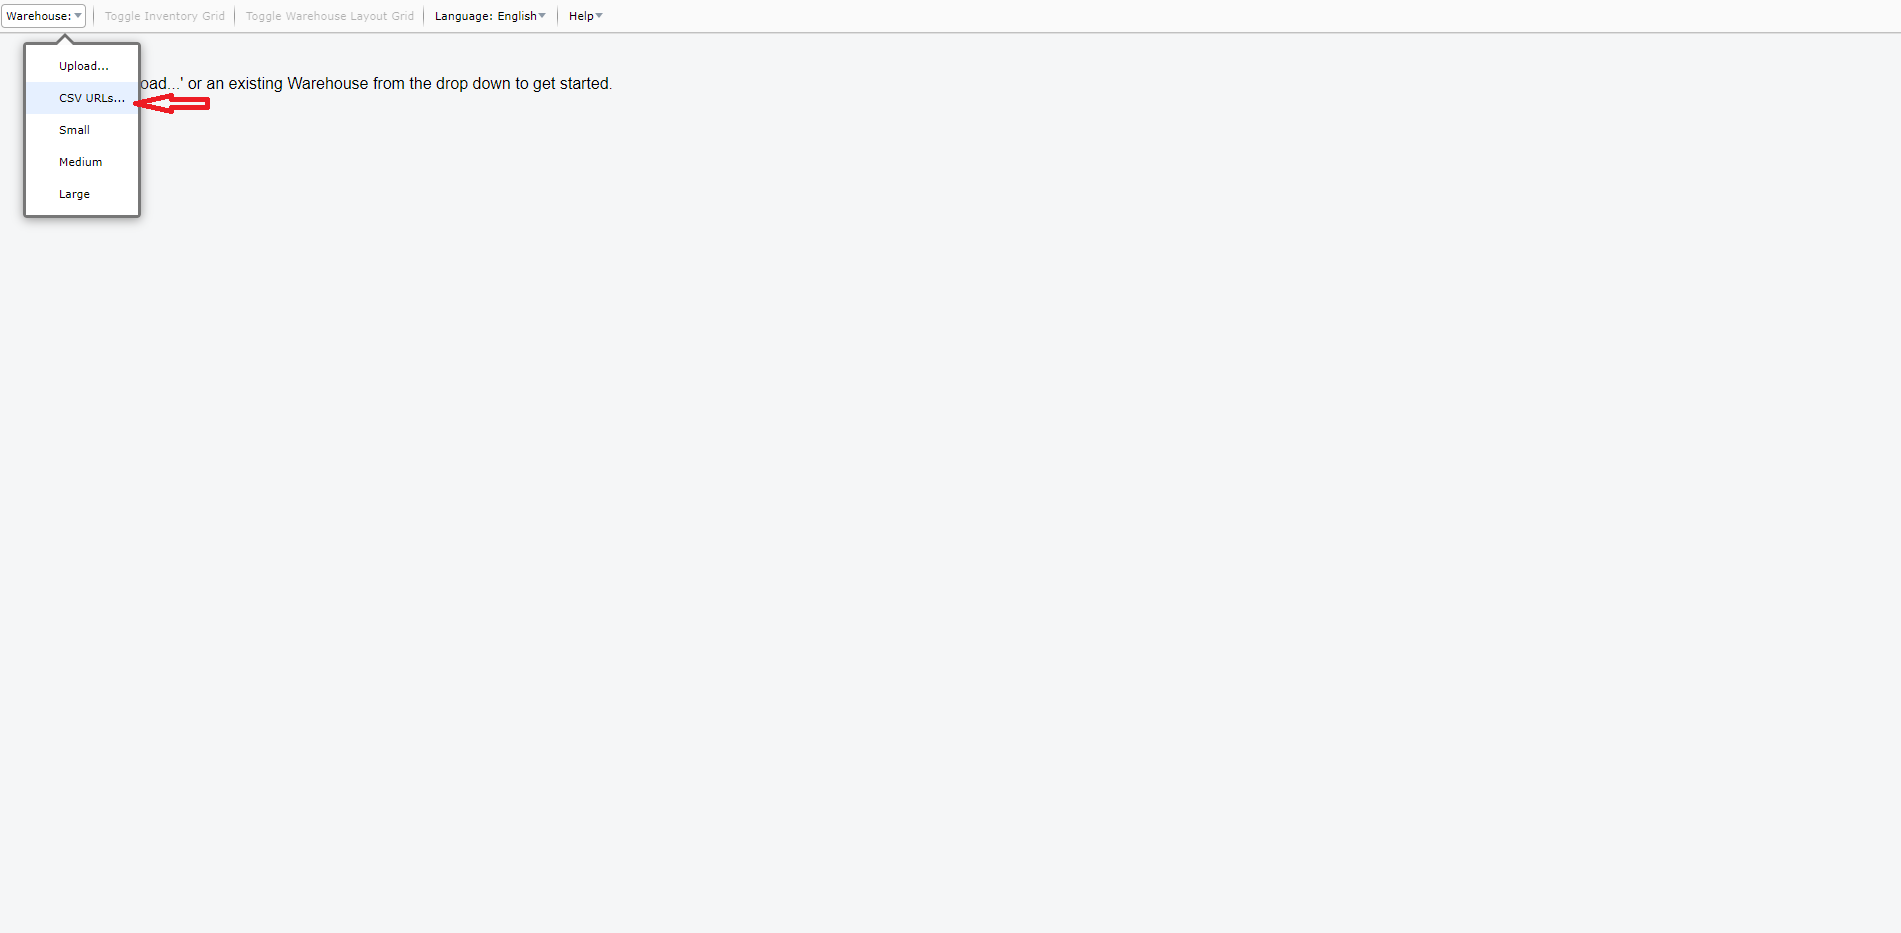 Warehouse: Toggle Inventory Grid Toggle Warehouse Layout Grid Language: English Help
Upload...
oad...' or an existing Warehouse from the drop down to get started.
CSV URLs...
Small
Medium
Large